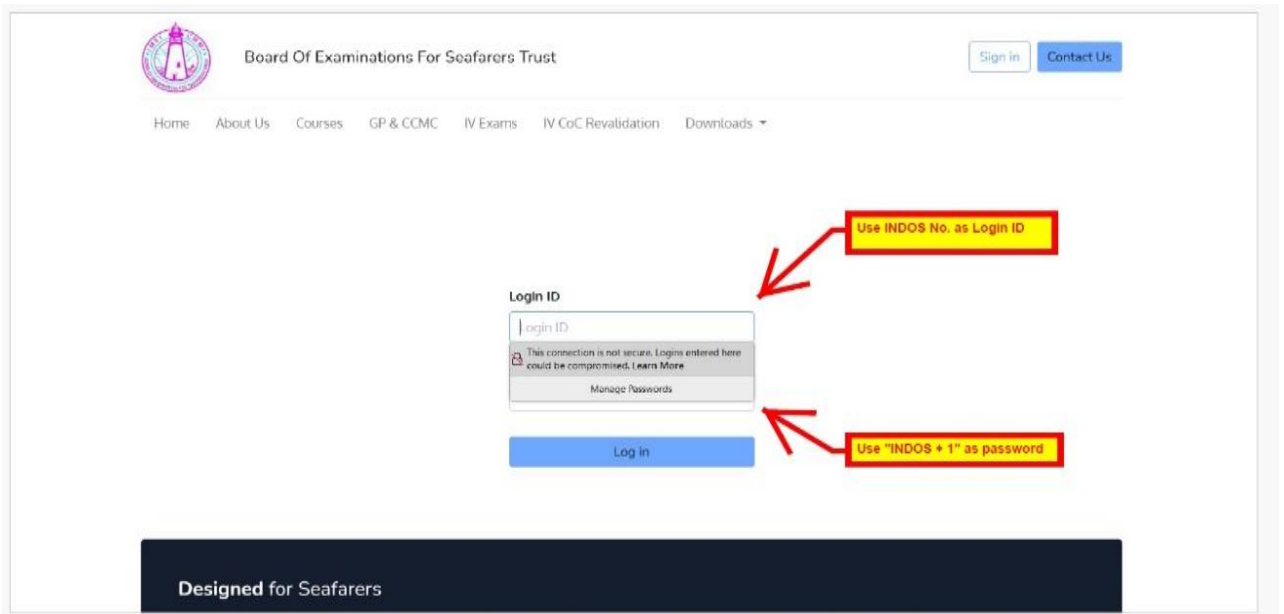 Board Of Examinations For Seafarers Trust
Sign in
Contact Us
Home About Us Courses GP & CCMC IV Exams IV CoC Revalidation Downloads
Use INDOS No. as Login ID
Login ID
Login ID
This connection is not secure. Logins entered here
could be compromised. Learn More
Manage Passwords
Log in
Use "INDOS + 1" as password
Designed for Seafarers